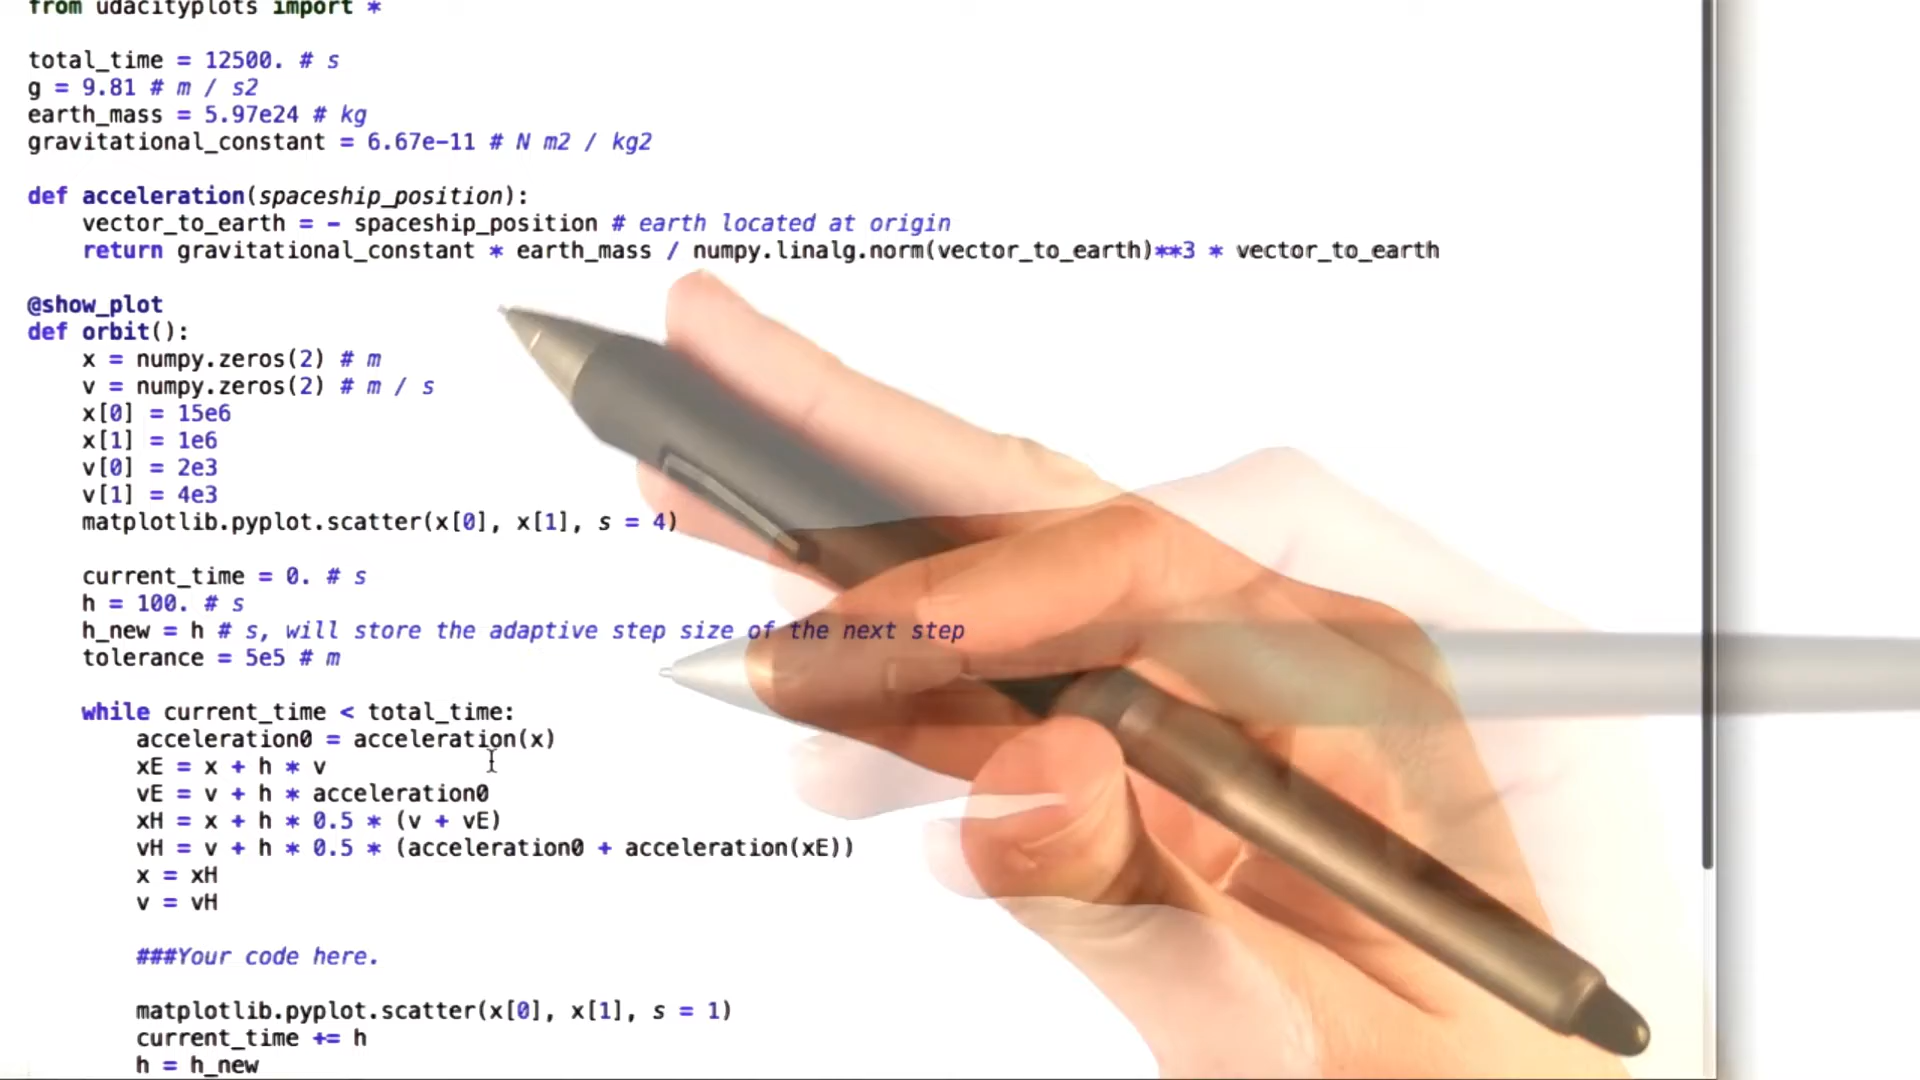 from udacityplots import *
total_time = 12500. # s
g = 9.81 # m / s2
earth_mass = 5.97e24 # kg
gravitational_constant = 6.67e-11 # N m2 / kg2
def acceleration(spaceship_position):
vector_to_earth = - spaceship_position # earth located at origin
return gravitational_constant * earth_mass / numpy.linalg.norm(vector_to_earth)**3 * vector_to_earth
@show_plot
def orbit():
x = numpy.zeros(2) # m
v = numpy.zeros(2) # m / s
x[0] = 15e6
x[1] = 1e6
v[0] = 2e3
v[1] = 4e3
matplotlib.pyplot.scatter(x[0], x[1], s = 4)
current_time = 0. # s
h = 100. # s
h_new = h # s, will store the adaptive step size of the next step
tolerance = 5e5 # m
while current_time < total_time:
acceleration0 = acceleration(x)
xE = x + h * v
vE = v + h * acceleration0
xH = x + h * 0.5 * (v + vE)
vH = v + h * 0.5 * (acceleration0 + acceleration(xE))
x = xH
v = vH
###Your code here.
matplotlib.pyplot.scatter(x[0], x[1], s = 1)
current_time += h
h = h_new